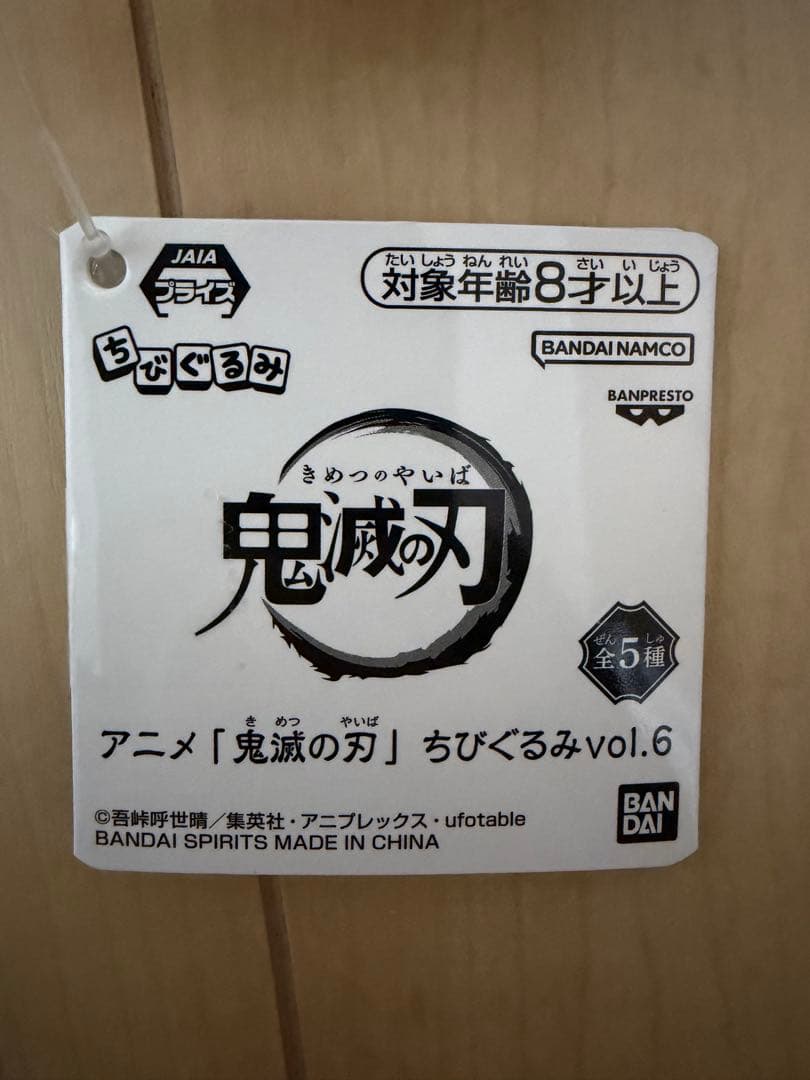 JAIA
プライズ
たいしょうねんれい さい い じょう
対象年齢8才以上
ちびぐるみ
BANDAI NAMCO
BANPRESTO
きめつのやいば
鬼滅の刃
ぜん しゅ
全5種
き めつ やいば
アニメ「鬼滅の刃」ちびぐるみvol.6
©吾峠呼世晴/集英社・アニプレックス・ufotable
BANDAI SPIRITS MADE IN CHINA
BAN
DAI